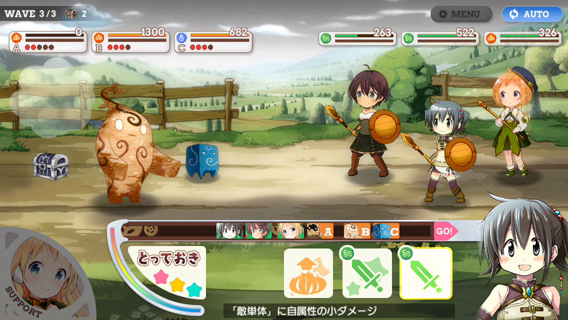 WAVE 3/3 2
MENU
AUTO
A 0
B 1300
C 682
263
522
326
A B C GO!
とっておき
SUPPORT
「敵単体」に自属性の小ダメージ